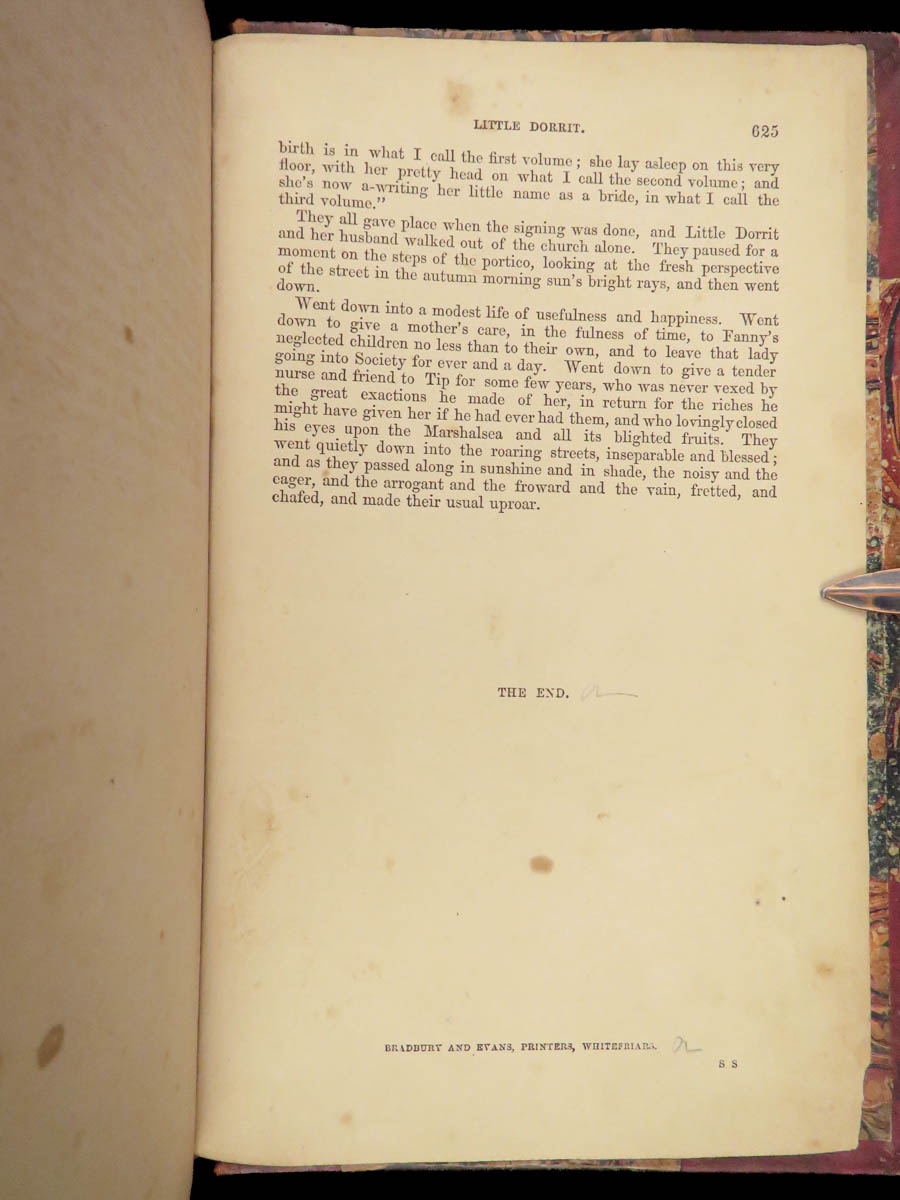 LITTLE DORRIT. 625
birth is in what I call the first volume; she lay asleep on this very
floor, with her pretty head on what I call the second volume; and
she's now a-writing her little name as a bride, in what I call the
third volume."
They all gave place when the signing was done, and Little Dorrit
and her husband walked out of the church alone. They paused for a
moment on the steps of the portico, looking at the fresh perspective
of the street in the autumn morning sun's bright rays, and then went
down.
Went down into a modest life of usefulness and happiness. Went
down to give a mother's care, in the fulness of time, to Fanny's
neglected children no less than to their own, and to leave that lady
going into Society for ever and a day. Went down to give a tender
nurse and friend to Tip for some few years, who was never vexed by
the great exactions he made of her, in return for the riches he
might have given her if he had ever had them, and who lovingly closed
his eyes upon the Marshalsea and all its blighted fruits. They
went quietly down into the roaring streets, inseparable and blessed;
and as they passed along in sunshine and in shade, the noisy and the
eager, and the arrogant and the froward and the vain, fretted, and
chafed, and made their usual uproar.
THE END.
BRADBURY AND EVANS, PRINTERS, WHITEFRIARS.
S S